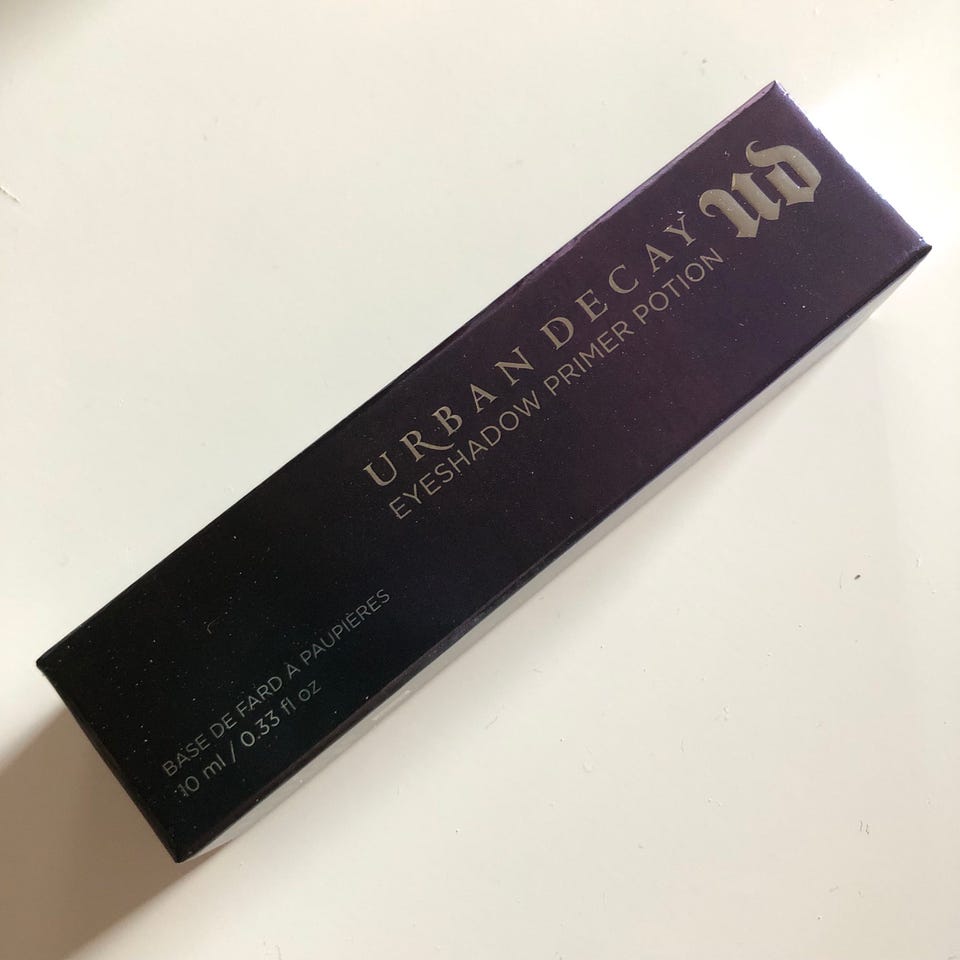 UD
URBAN DECAY
EYESHADOW PRIMER POTION
BASE DE FARD À PAUPIÈRES
10 ml / 0.33 fl oz